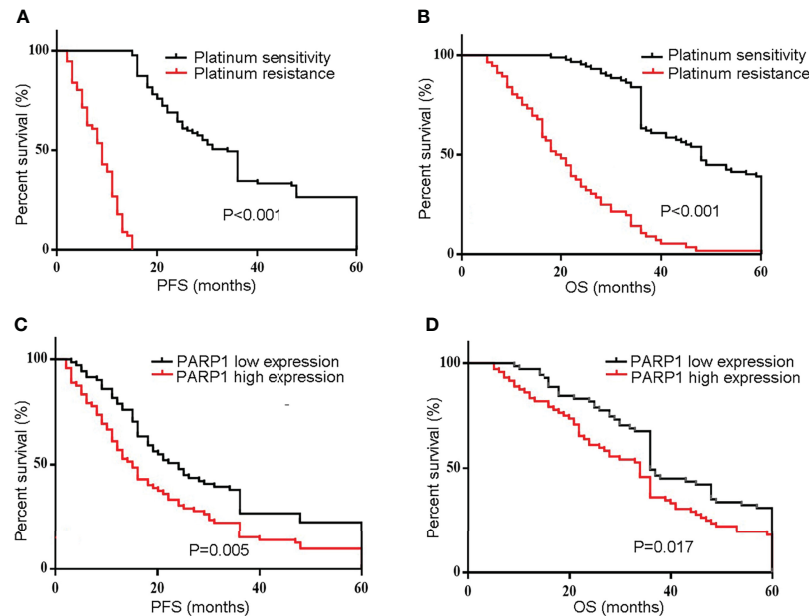 A
Platinum sensitivity
Platinum resistance
Percent survival (%)
100
50
0
P<0.001
0
20
40
60
PFS (months)
B
Platinum sensitivity
Platinum resistance
Percent survival (%)
100
50
0
P<0.001
0
20
40
60
OS (months)
C
PARP1 low expression
PARP1 high expression
Percent survival (%)
100
50
0
P=0.005
0
20
40
60
PFS (months)
D
PARP1 low expression
PARP1 high expression
Percent survival (%)
100
50
0
P=0.017
0
20
40
60
OS (months)